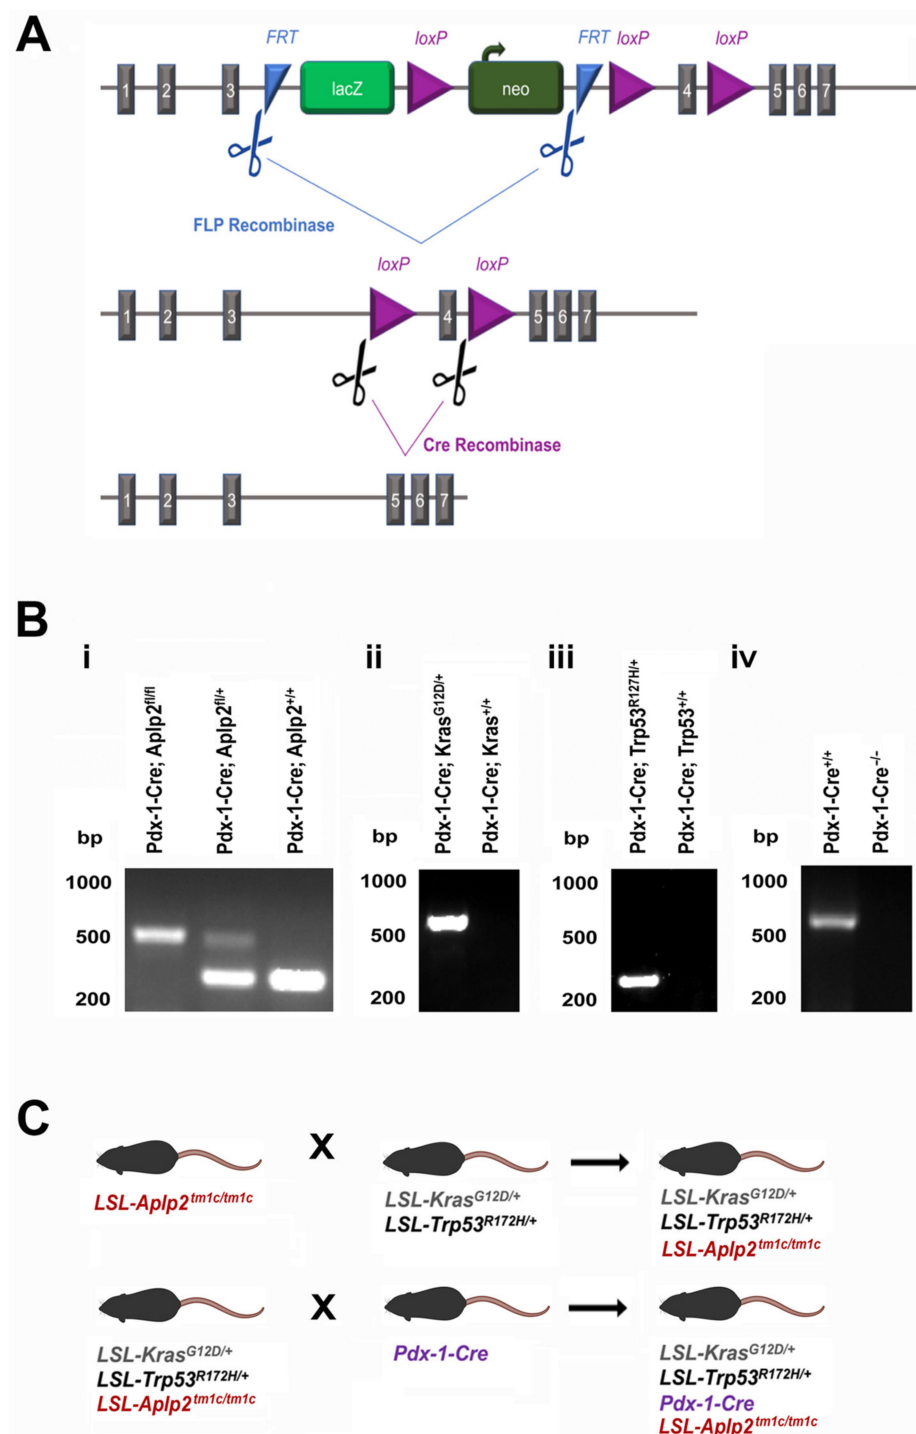 A
FRT loxP FRT loxP loxP
1 2 3 lacZ neo 4 5 6 7
FLP Recombinase
loxP loxP
1 2 3 4 5 6 7
Cre Recombinase
1 2 3 5 6 7
B
i ii iii iv
Pdx-1-Cre; Aplp2fl/fl
Pdx-1-Cre; Aplp2fl/+
Pdx-1-Cre; Aplp2+/+
bp
1000
500
200
Pdx-1-Cre; KrasG12D/+
Pdx-1-Cre; Kras+/+
bp
1000
500
200
Pdx-1-Cre; Trp53R127H/+
Pdx-1-Cre; Trp53+/+
bp
1000
500
200
Pdx-1-Cre+/+
Pdx-1-Cre-/-
bp
1000
500
200
C
X
LSL-Aplp2tm1c/tm1c
LSL-KrasG12D/+
LSL-Trp53R172H/+
LSL-KrasG12D/+
LSL-Trp53R172H/+
LSL-Aplp2tm1c/tm1c
X
LSL-KrasG12D/+
LSL-Trp53R172H/+
LSL-Aplp2tm1c/tm1c
Pdx-1-Cre
LSL-KrasG12D/+
LSL-Trp53R172H/+
Pdx-1-Cre
LSL-Aplp2tm1c/tm1c